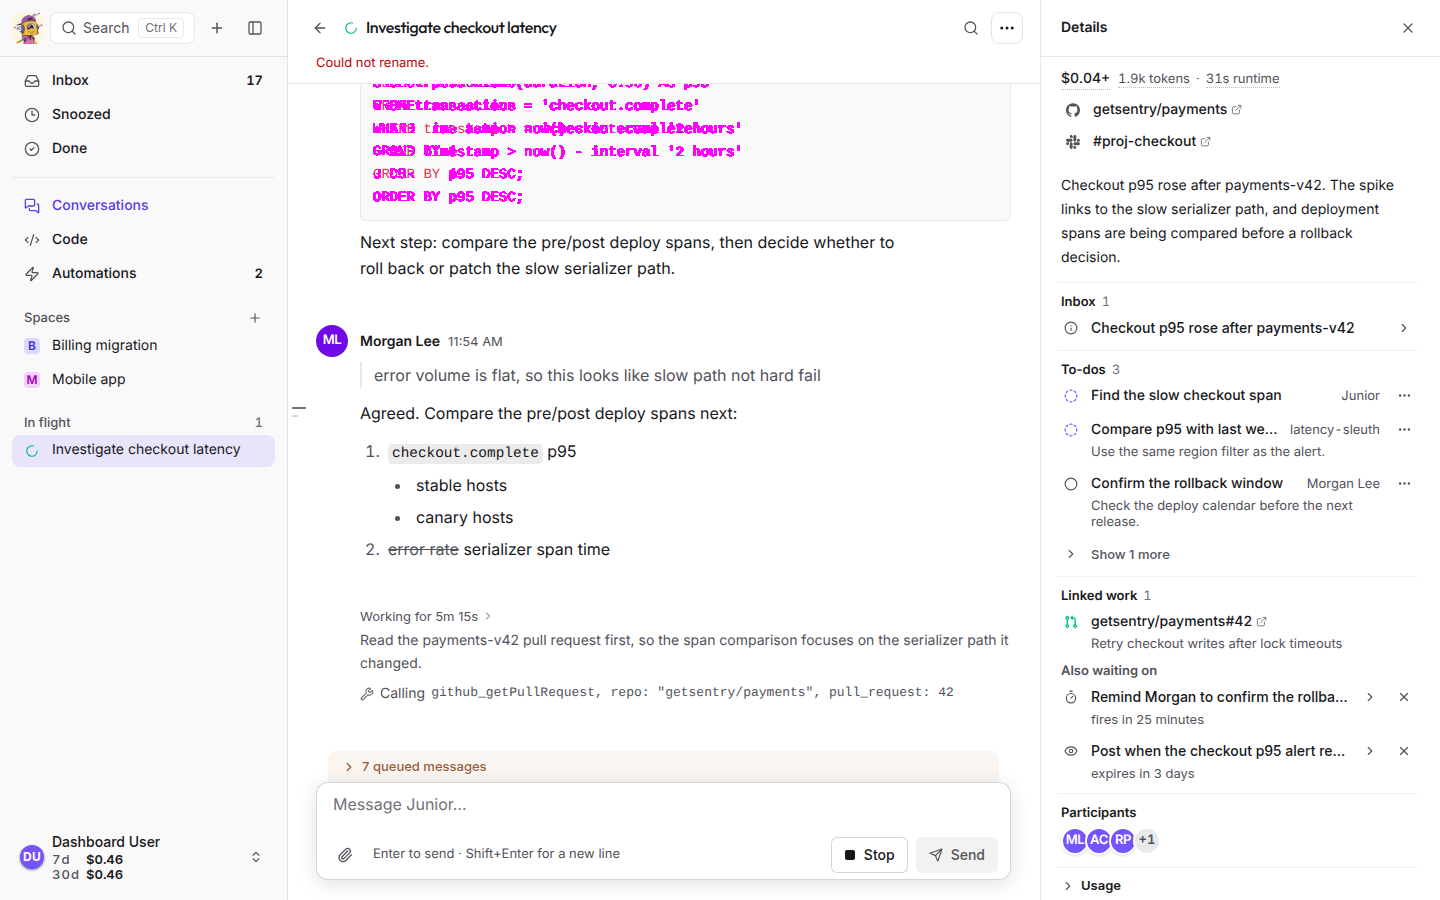 Search Ctrl K
Inbox 17
Snoozed
Done
Conversations
Code
Automations 2
Spaces
B Billing migration
M Mobile app
In flight 1
Investigate checkout latency
DU Dashboard User
7d $0.46
30d $0.46
Investigate checkout latency
Could not rename.
transaction = 'checkout.complete'
timestamp > now() - interval '2 hours'
ORDER BY p95 DESC;
ORDER BY p95 DESC;
Next step: compare the pre/post deploy spans, then decide whether to
roll back or patch the slow serializer path.
ML Morgan Lee 11:54 AM
error volume is flat, so this looks like slow path not hard fail
Agreed. Compare the pre/post deploy spans next:
1. checkout.complete p95
• stable hosts
• canary hosts
2. error rate serializer span time
Working for 5m 15s
Read the payments-v42 pull request first, so the span comparison focuses on the serializer path it
changed.
Calling github_getPullRequest, repo: "getsentry/payments", pull_request: 42
7 queued messages
Message Junior...
Enter to send · Shift+Enter for a new line
Stop
Send
Details
$0.04+ 1.9k tokens · 31s runtime
getsentry/payments
#proj-checkout
Checkout p95 rose after payments-v42. The spike
links to the slow serializer path, and deployment
spans are being compared before a rollback
decision.
Inbox 1
Checkout p95 rose after payments-v42
To-dos 3
Find the slow checkout span Junior
Compare p95 with last we... latency-sleuth
Use the same region filter as the alert.
Confirm the rollback window Morgan Lee
Check the deploy calendar before the next
release.
Show 1 more
Linked work 1
getsentry/payments#42
Retry checkout writes after lock timeouts
Also waiting on
Remind Morgan to confirm the rollba...
fires in 25 minutes
Post when the checkout p95 alert re...
expires in 3 days
Participants
ML AC RP +1
Usage